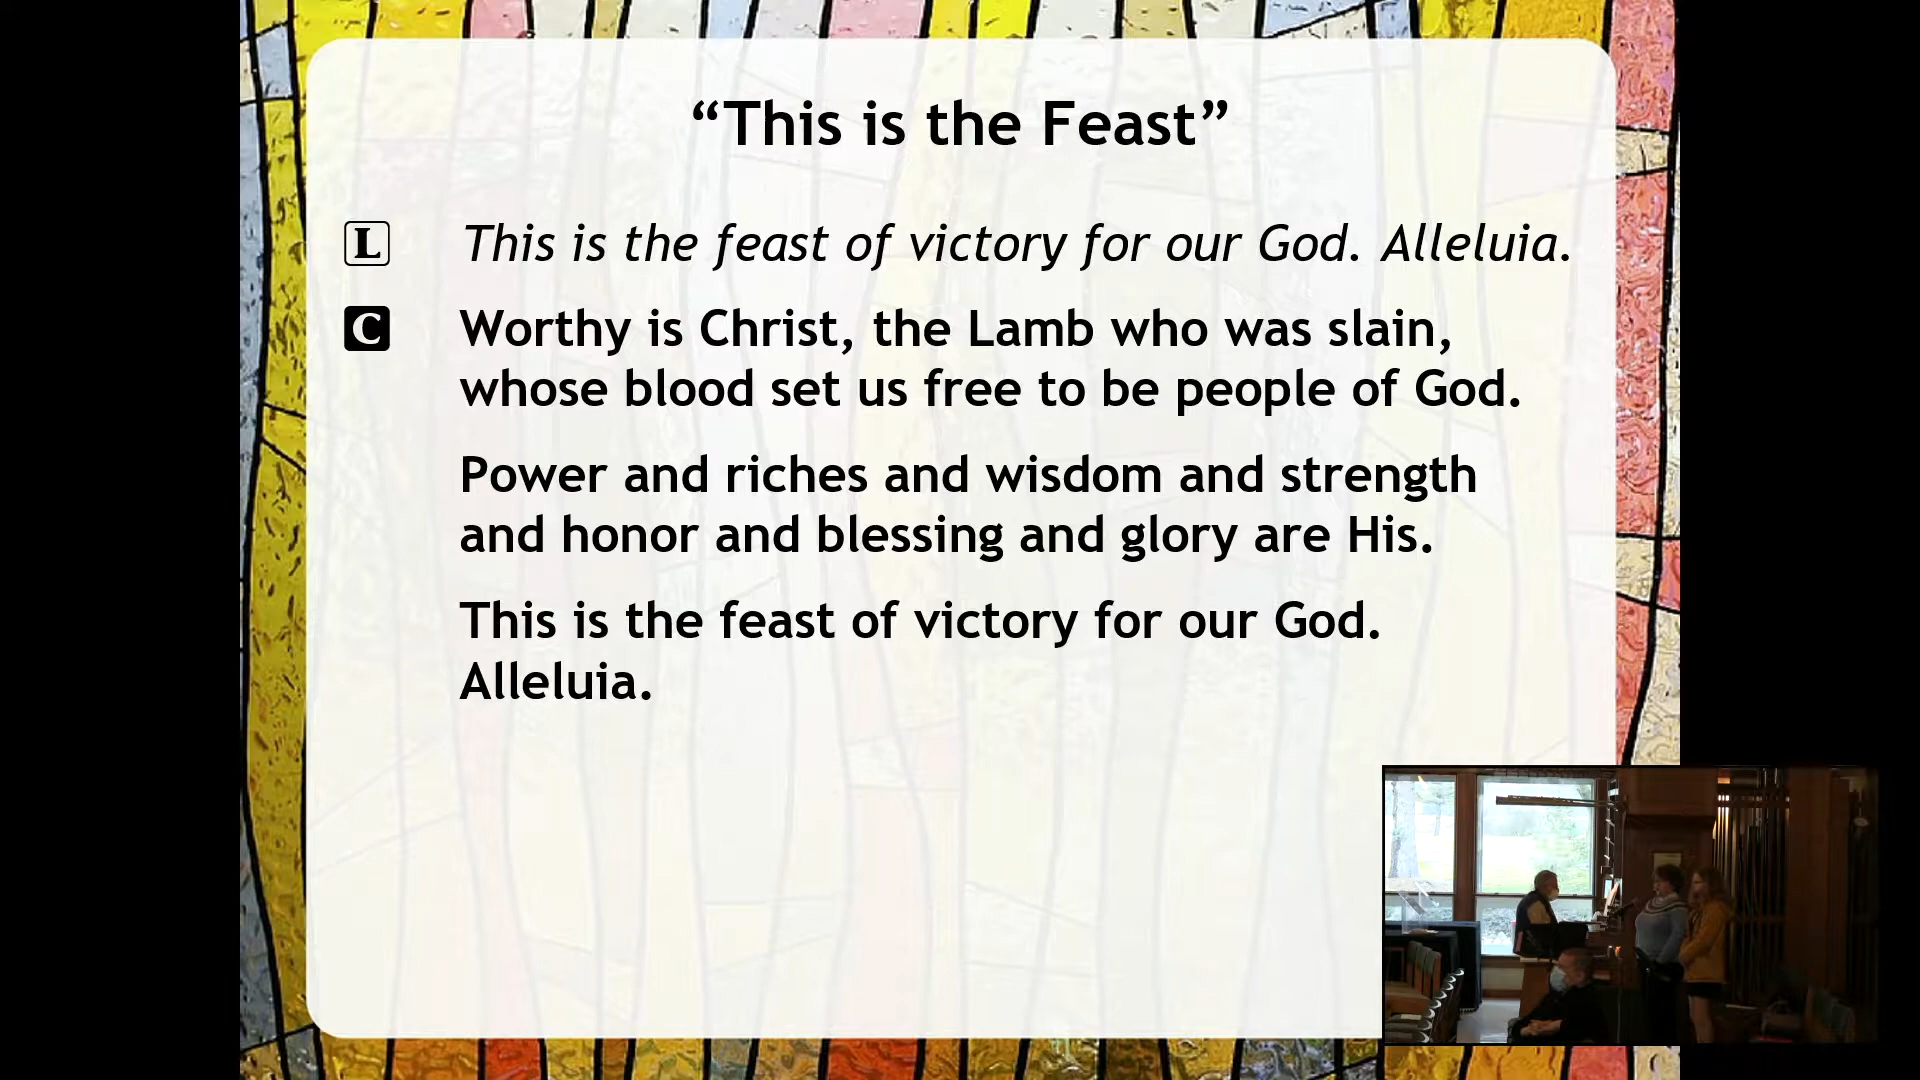 “This is the Feast”
L This is the feast of victory for our God. Alleluia.
C Worthy is Christ, the Lamb who was slain,
whose blood set us free to be people of God.
Power and riches and wisdom and strength
and honor and blessing and glory are His.
This is the feast of victory for our God.
Alleluia.